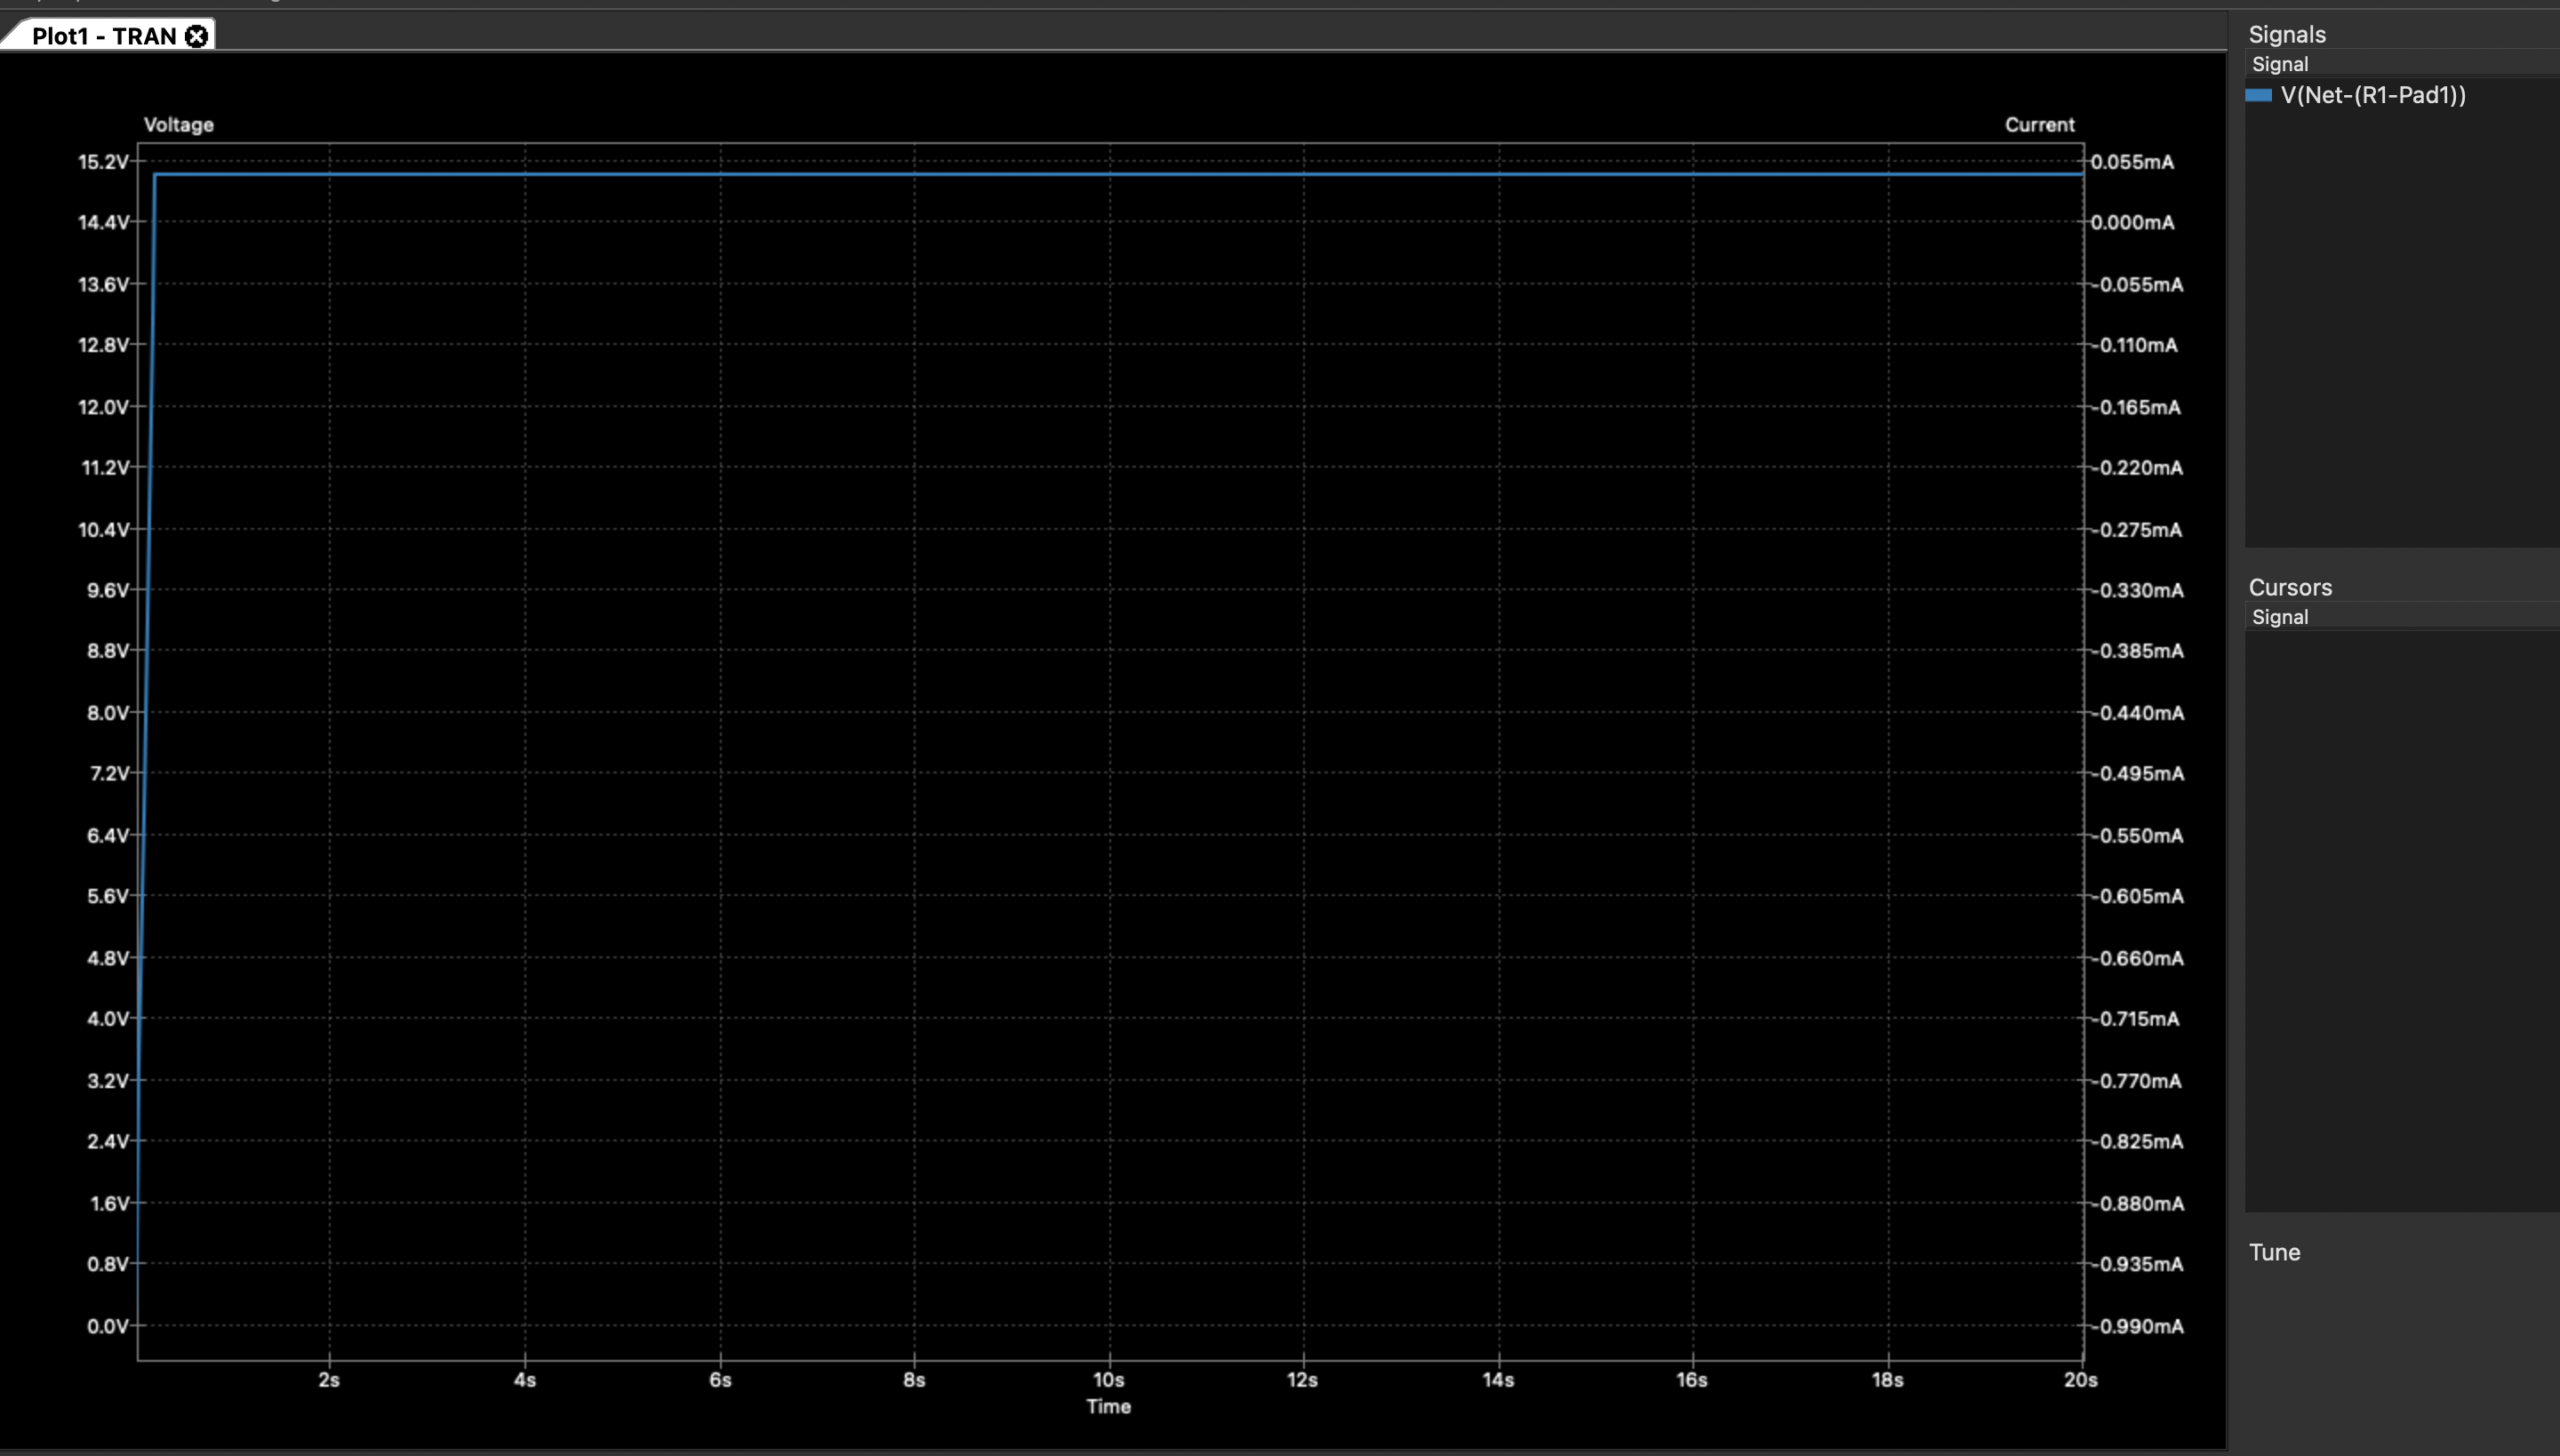 Plot1 - TRAN
Signals
Signal
V(Net-(R1-Pad1))
Voltage
Current
15.2V
0.055mA
14.4V
0.000mA
13.6V
-0.055mA
12.8V
-0.110mA
12.0V
-0.165mA
11.2V
-0.220mA
10.4V
-0.275mA
9.6V
-0.330mA
8.8V
-0.385mA
8.0V
-0.440mA
7.2V
-0.495mA
6.4V
-0.550mA
5.6V
-0.605mA
4.8V
-0.660mA
4.0V
-0.715mA
3.2V
-0.770mA
2.4V
-0.825mA
1.6V
-0.880mA
0.8V
-0.935mA
0.0V
-0.990mA
2s 4s 6s 8s 10s 12s 14s 16s 18s 20s
Time
Cursors
Signal
Tune